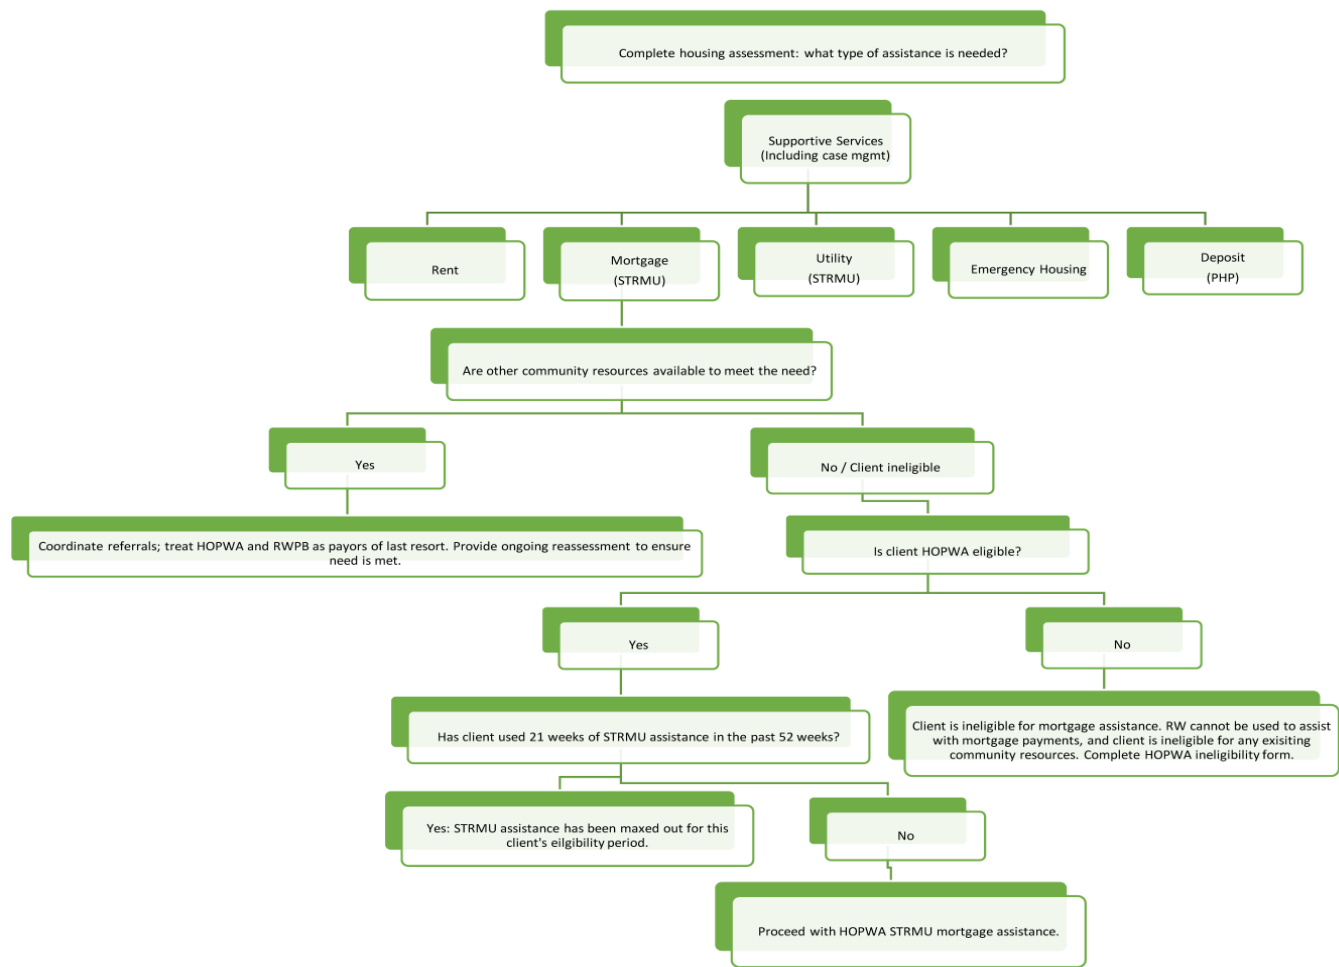 Complete housing assessment: what type of assistance is needed?
Supportive Services
(Including case mgmt)
Rent
Mortgage
(STRMU)
Utility
(STRMU)
Emergency Housing
Deposit
(PHP)
Are other community resources available to meet the need?
Yes
No / Client ineligible
Coordinate referrals; treat HOPWA and RWPB as payors of last resort. Provide ongoing reassessment to ensure
need is met.
Is client HOPWA eligible?
Yes
No
Has client used 21 weeks of STRMU assistance in the past 52 weeks?
Client is ineligible for mortgage assistance. RW cannot be used to assist
with mortgage payments, and client is ineligible for any exisiting
community resources. Complete HOPWA ineligibility form.
Yes: STRMU assistance has been maxed out for this
client's eilgibility period.
No
Proceed with HOPWA STRMU mortgage assistance.